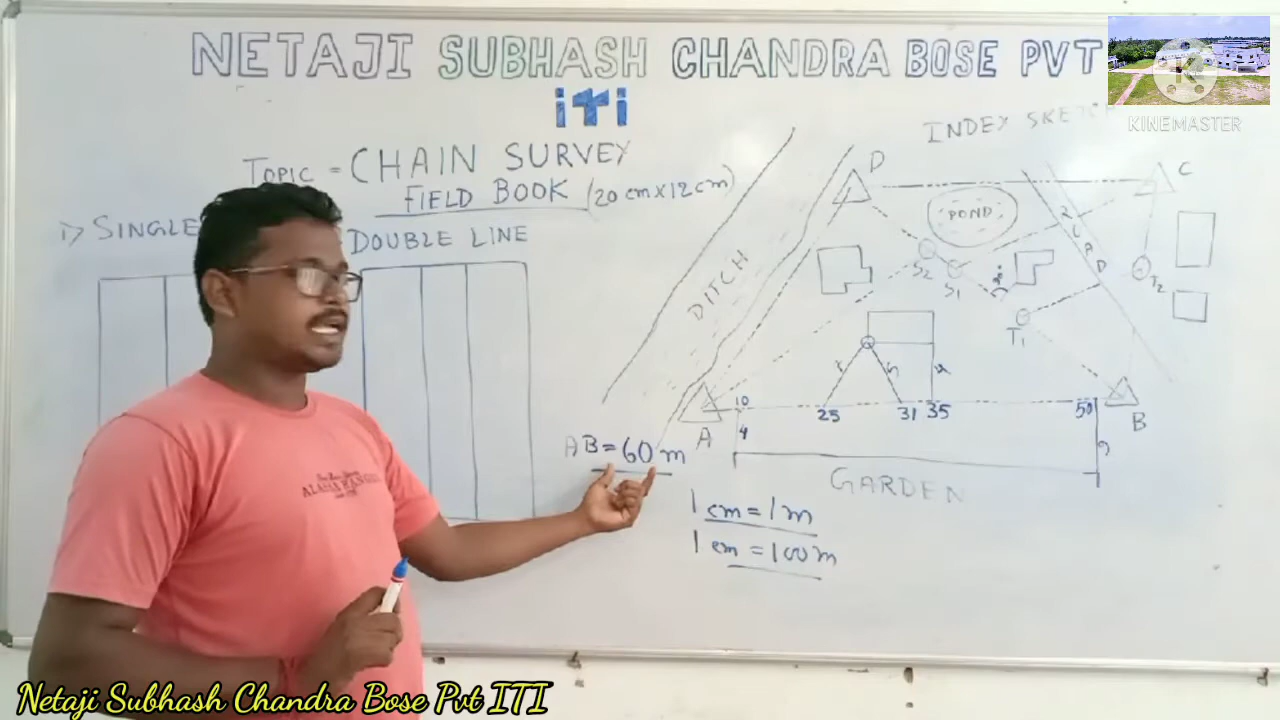 NETAJI SUBHASH CHANDRA BOSE PVT
iTi
KINEMASTER
INDEX SKETCH
TOPIC = CHAIN SURVEY
FIELD BOOK (20 cm x 12 cm)
1) SINGLE
DOUBLE LINE
D
C
POND
DITCH
S2
S1
T2
T1
A
B
10
25
31
35
50
4
AB = 60 m
GARDEN
1 cm = 1 m
1 cm = 100 m
Netaji Subhash Chandra Bose Pvt ITI